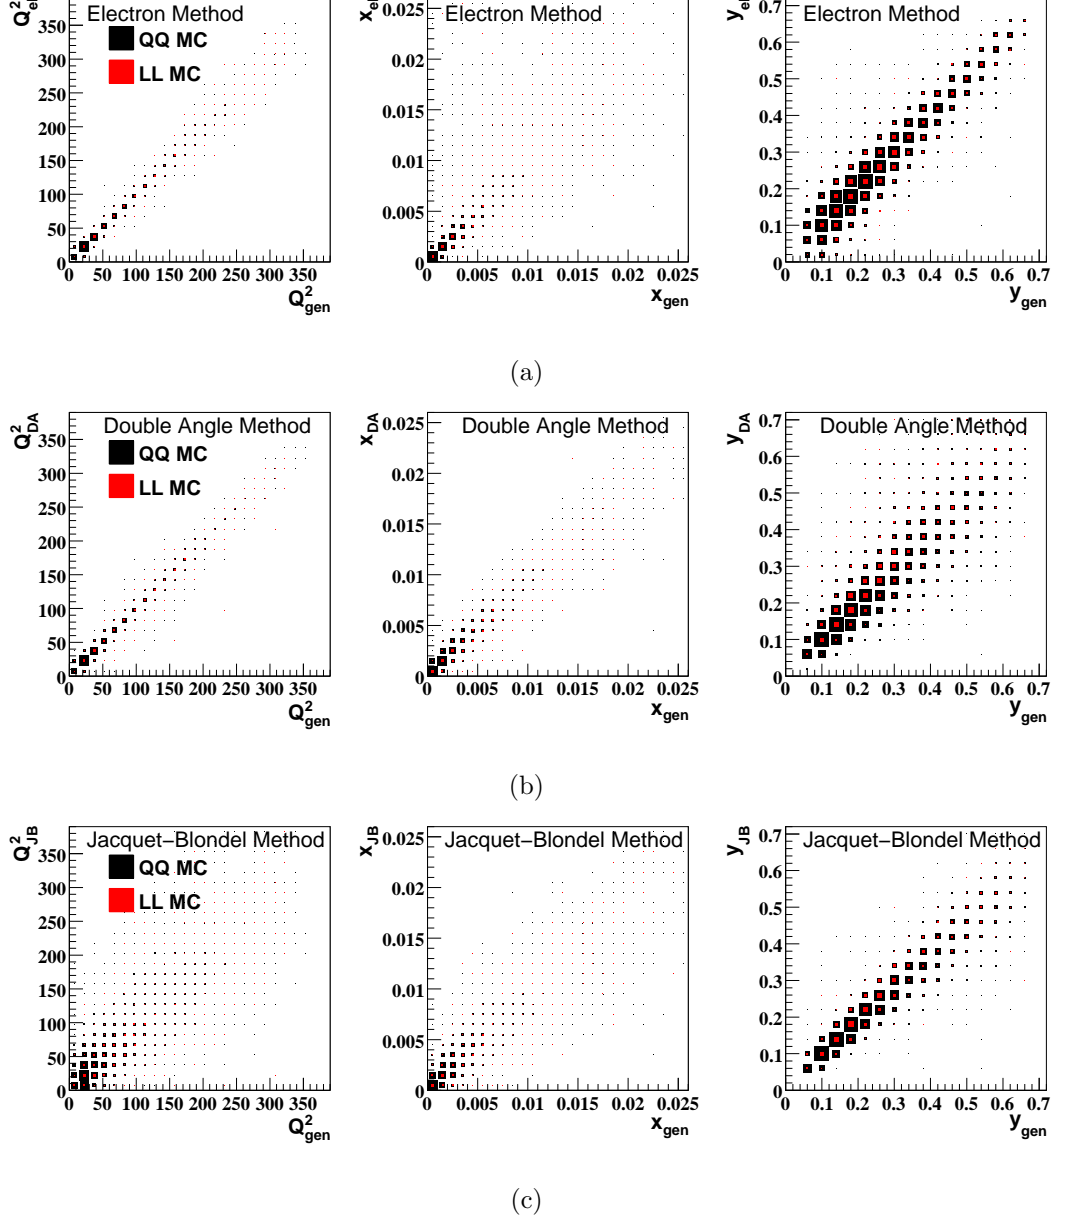 Electron Method
Q²el
QQ MC
LL MC
350
300
250
200
150
100
50
0
0 50 100 150 200 250 300 350
Q²gen
Electron Method
0.025
0.02
0.015
0.01
0.005
0
0 0.005 0.01 0.015 0.02 0.025
xgen
Electron Method
0.7
0.6
0.5
0.4
0.3
0.2
0.1
0
0 0.1 0.2 0.3 0.4 0.5 0.6 0.7
ygen
(a)
Double Angle Method
Q²DA
QQ MC
LL MC
350
300
250
200
150
100
50
0
0 50 100 150 200 250 300 350
Q²gen
Double Angle Method
xDA
0.025
0.02
0.015
0.01
0.005
0
0 0.005 0.01 0.015 0.02 0.025
xgen
Double Angle Method
yDA
0.7
0.6
0.5
0.4
0.3
0.2
0.1
0
0 0.1 0.2 0.3 0.4 0.5 0.6 0.7
ygen
(b)
Jacquet−Blondel Method
Q²JB
QQ MC
LL MC
350
300
250
200
150
100
50
0
0 50 100 150 200 250 300 350
Q²gen
Jacquet−Blondel Method
xJB
0.025
0.02
0.015
0.01
0.005
0
0 0.005 0.01 0.015 0.02 0.025
xgen
Jacquet−Blondel Method
yJB
0.7
0.6
0.5
0.4
0.3
0.2
0.1
0
0 0.1 0.2 0.3 0.4 0.5 0.6 0.7
ygen
(c)